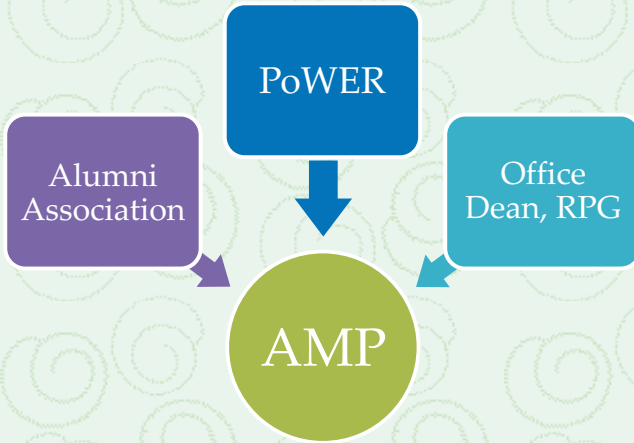 PoWER
Alumni
Association
Office
Dean, RPG
AMP